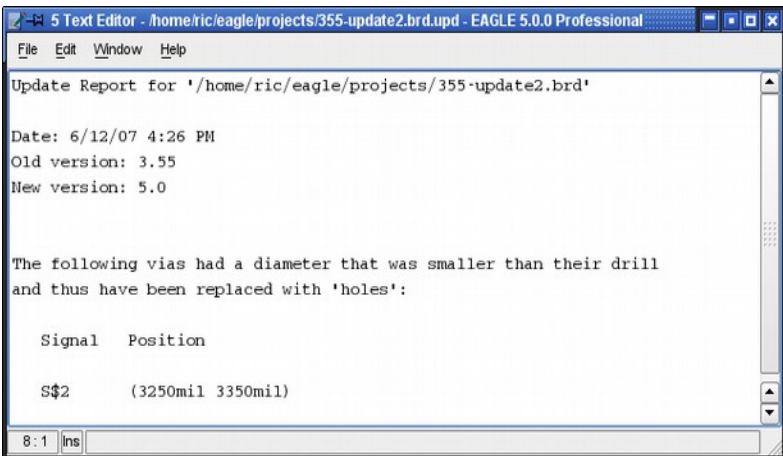 5 Text Editor - /home/ric/eagle/projects/355-update2.brd.upd - EAGLE 5.0.0 Professional
File Edit Window Help
Update Report for '/home/ric/eagle/projects/355-update2.brd'
Date: 6/12/07 4:26 PM
Old version: 3.55
New version: 5.0
The following vias had a diameter that was smaller than their drill
and thus have been replaced with 'holes':
Signal Position
S$2 (3250mil 3350mil)
8:1 Ins